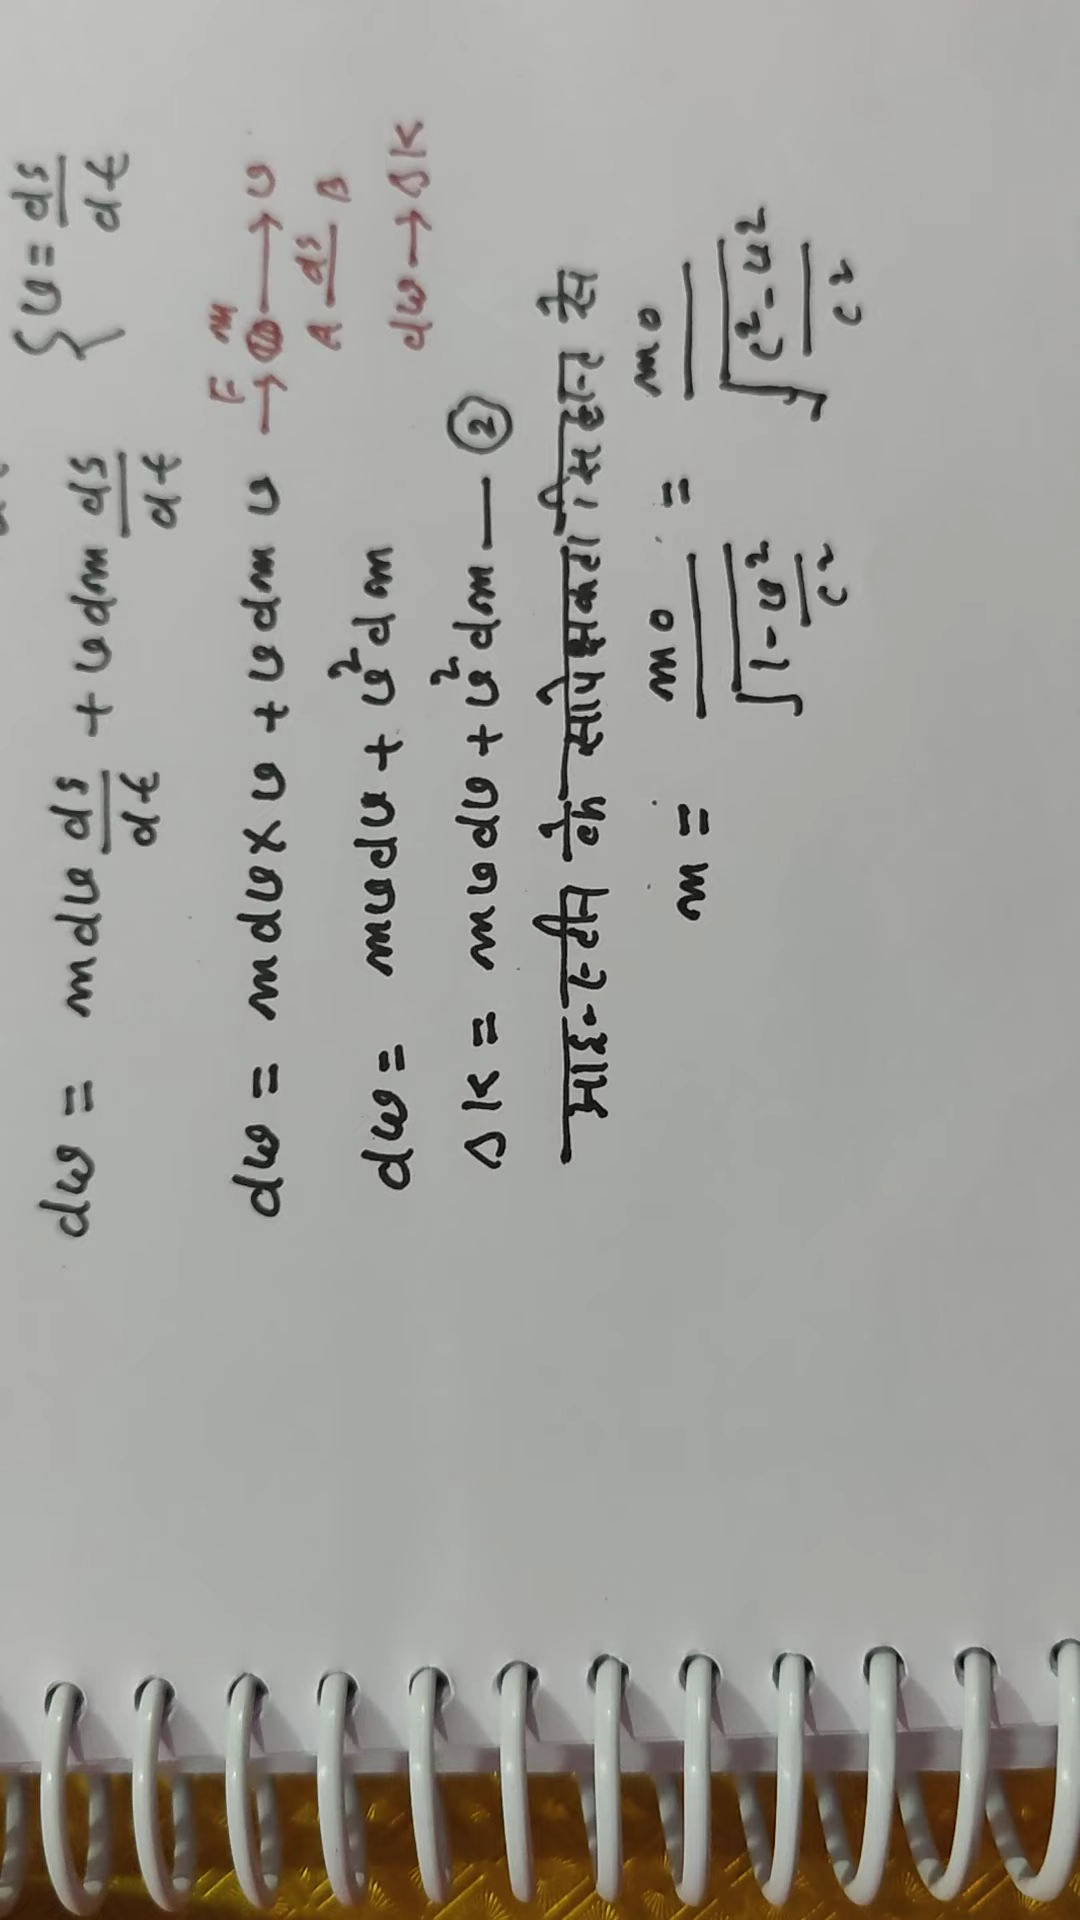 dw = mdv ds/dt + vdm ds/dt { v = ds/dt
dw = mdv × v + vdm v
F m
→ → v
A ds B
dw = mvdv + v²dm
dw → ΔK
ΔK = mvdv + v²dm — ②
आइन्स्टीन के सापेक्षकता सिद्धान्त से
m = m0/√(1 - v²/c²) = m0/√((c² - v²)/c²)